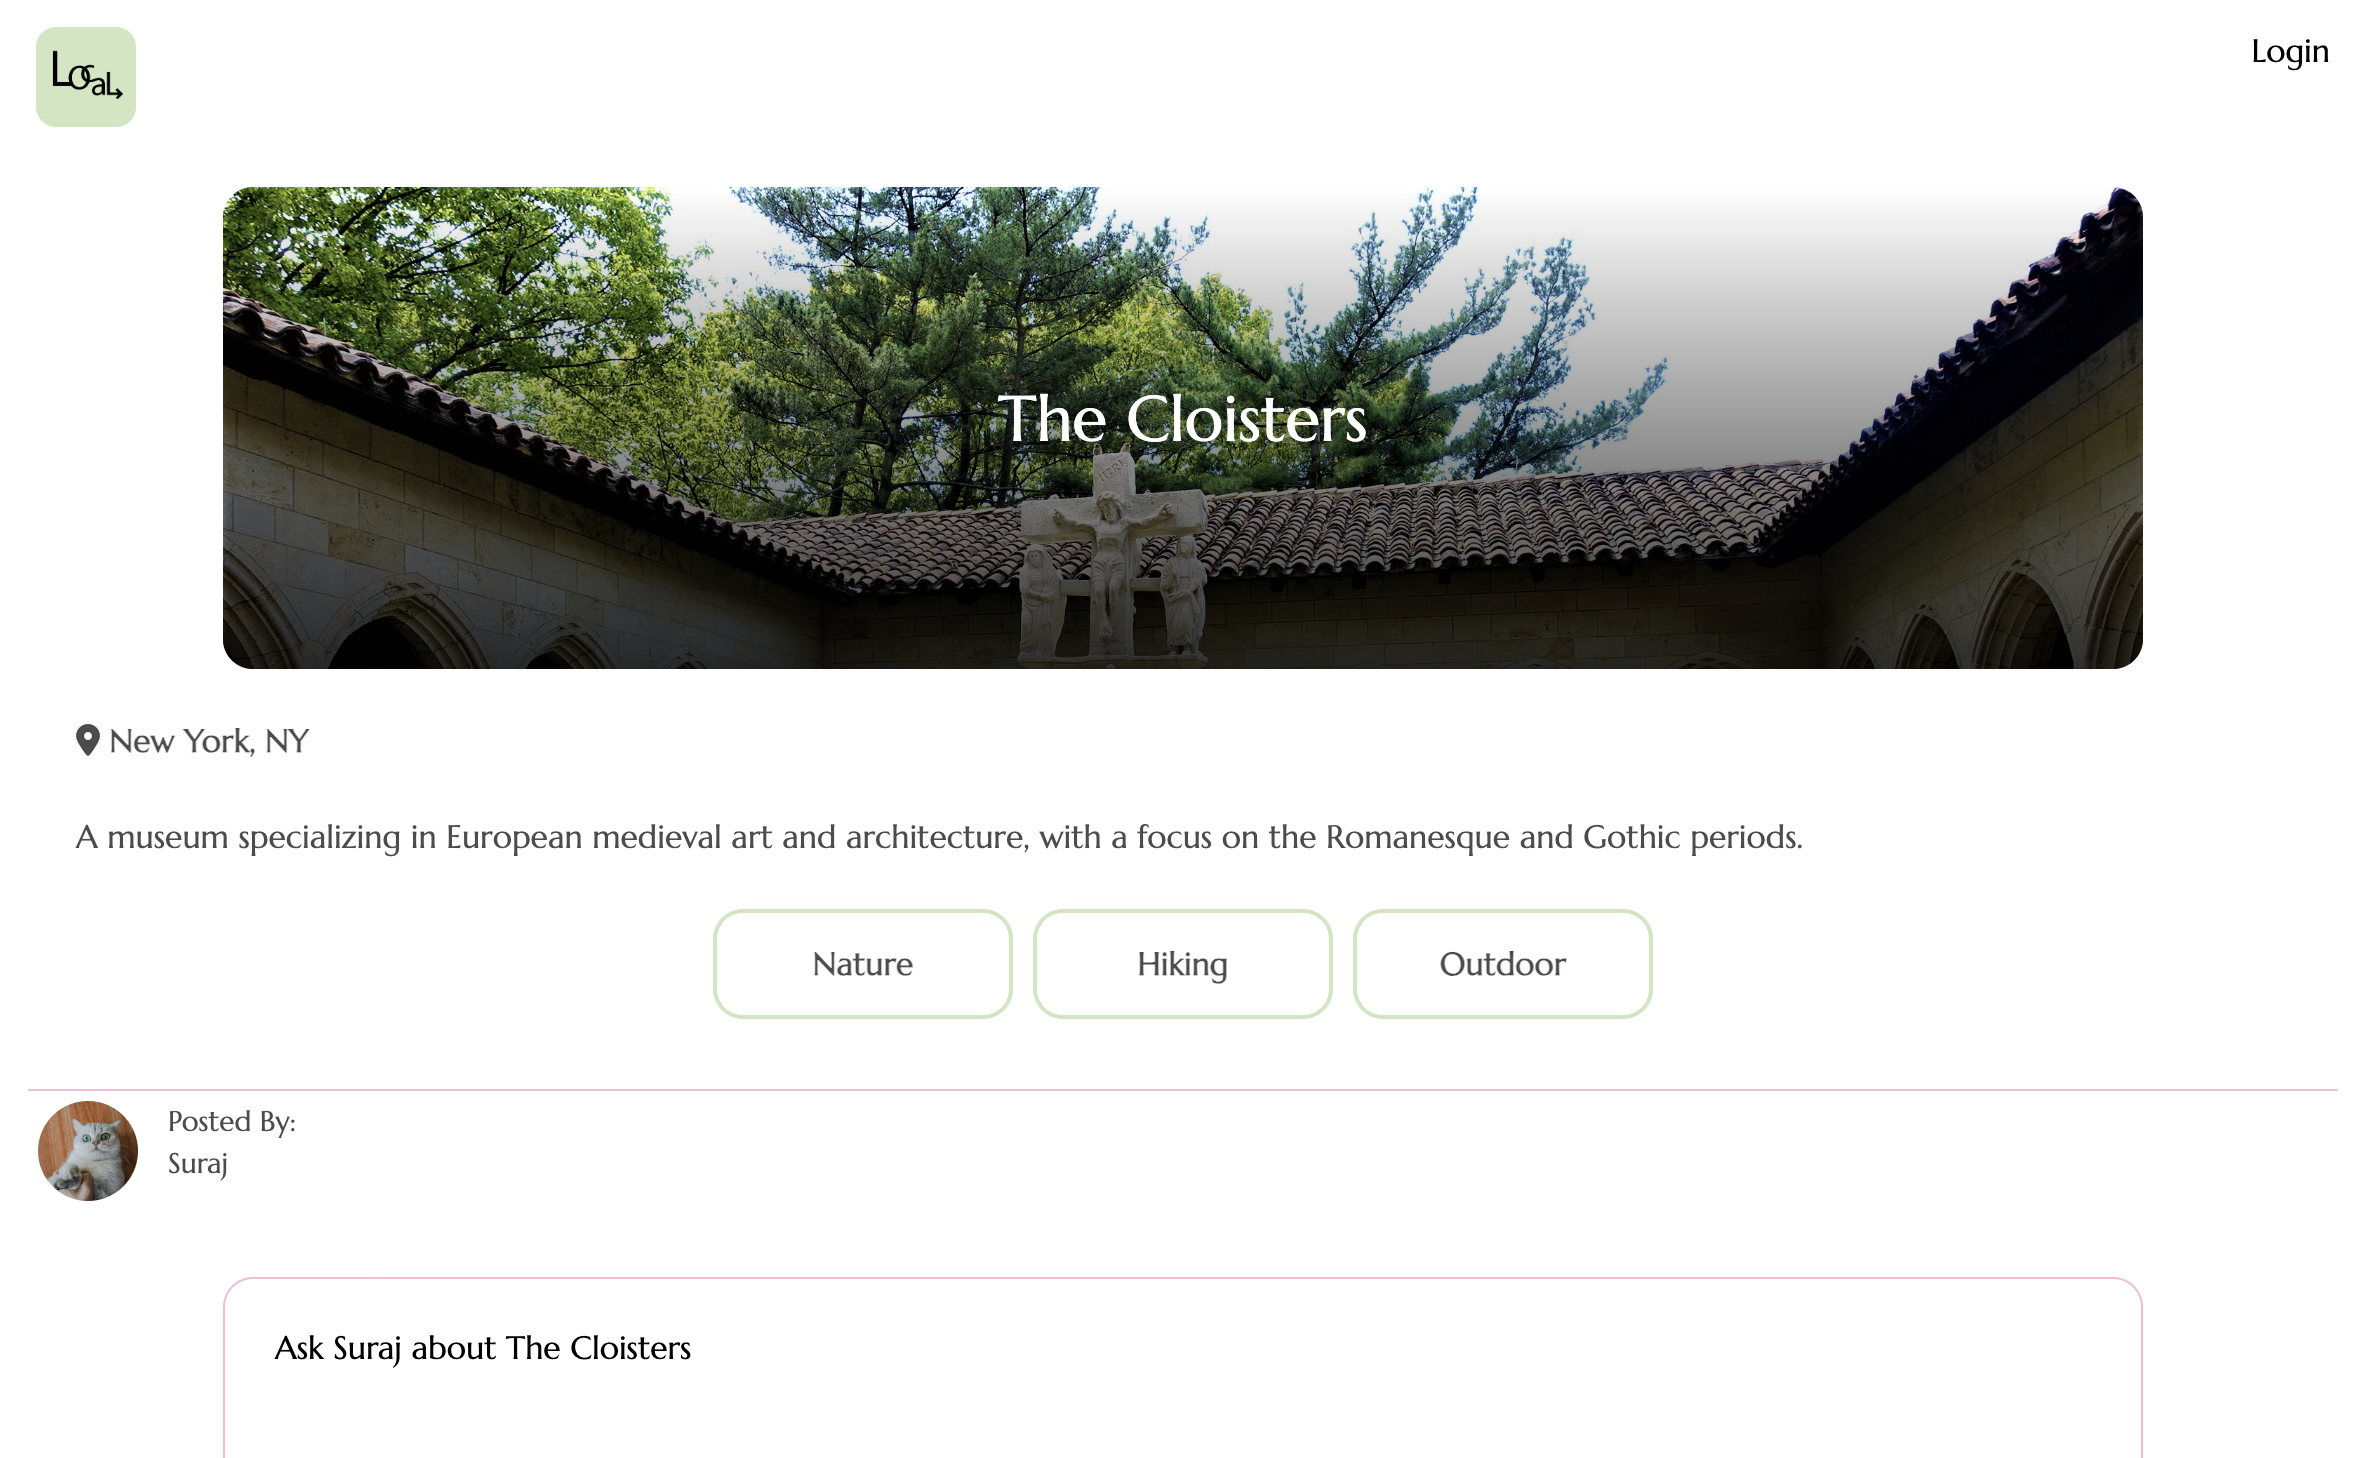 Local
Login
The Cloisters
New York, NY
A museum specializing in European medieval art and architecture, with a focus on the Romanesque and Gothic periods.
Nature
Hiking
Outdoor
Posted By:
Suraj
Ask Suraj about The Cloisters